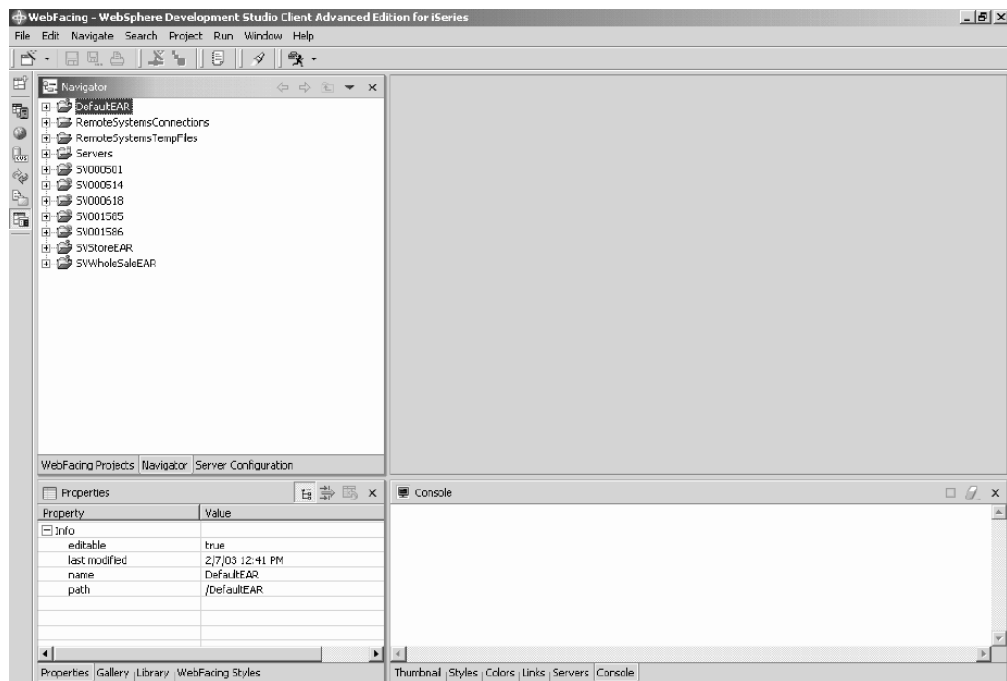 WebFacing - WebSphere Development Studio Client Advanced Edition for iSeries
File Edit Navigate Search Project Run Window Help
Navigator
DefaultEAR
RemoteSystemsConnections
RemoteSystemsTempFiles
Servers
SV000501
SV000514
SV000618
SV001585
SV001586
SVStoreEAR
SVWholeSaleEAR
WebFacing Projects Navigator Server Configuration
Properties
Property Value
Info
editable true
last modified 2/7/03 12:41 PM
name DefaultEAR
path /DefaultEAR
Properties Gallery Library WebFacing Styles
Console
Thumbnail Styles Colors Links Servers Console